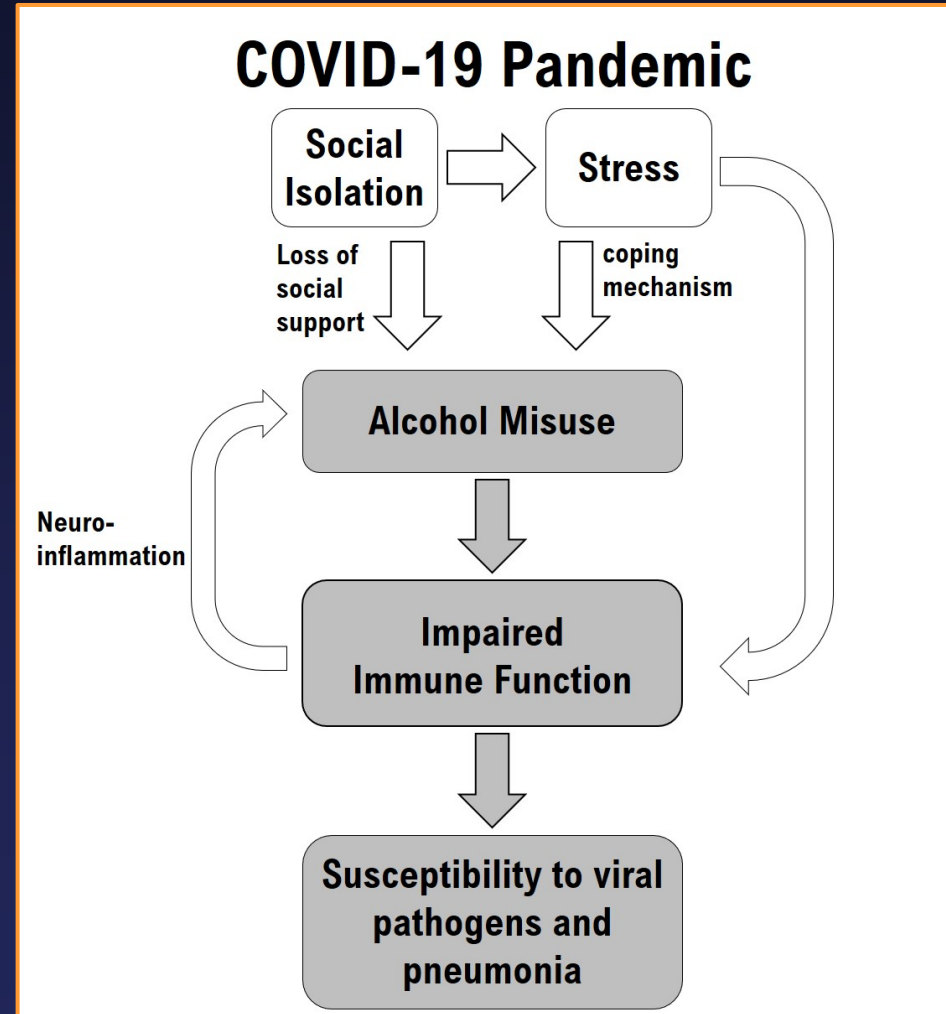 COVID-19 Pandemic
Social
Isolation
Stress
Loss of
social
support
coping
mechanism
Alcohol Misuse
Neuro-
inflammation
Impaired
Immune Function
Susceptibility to viral
pathogens and
pneumonia